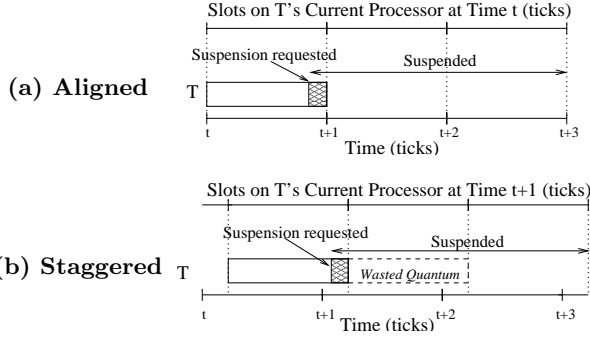 Slots on T's Current Processor at Time t (ticks)
Suspension requested
Suspended
(a) Aligned
T
t t+1 t+2 t+3
Time (ticks)
Slots on T's Current Processor at Time t+1 (ticks)
Suspension requested
Suspended
(b) Staggered
T
Wasted Quantum
t t+1 t+2 t+3
Time (ticks)